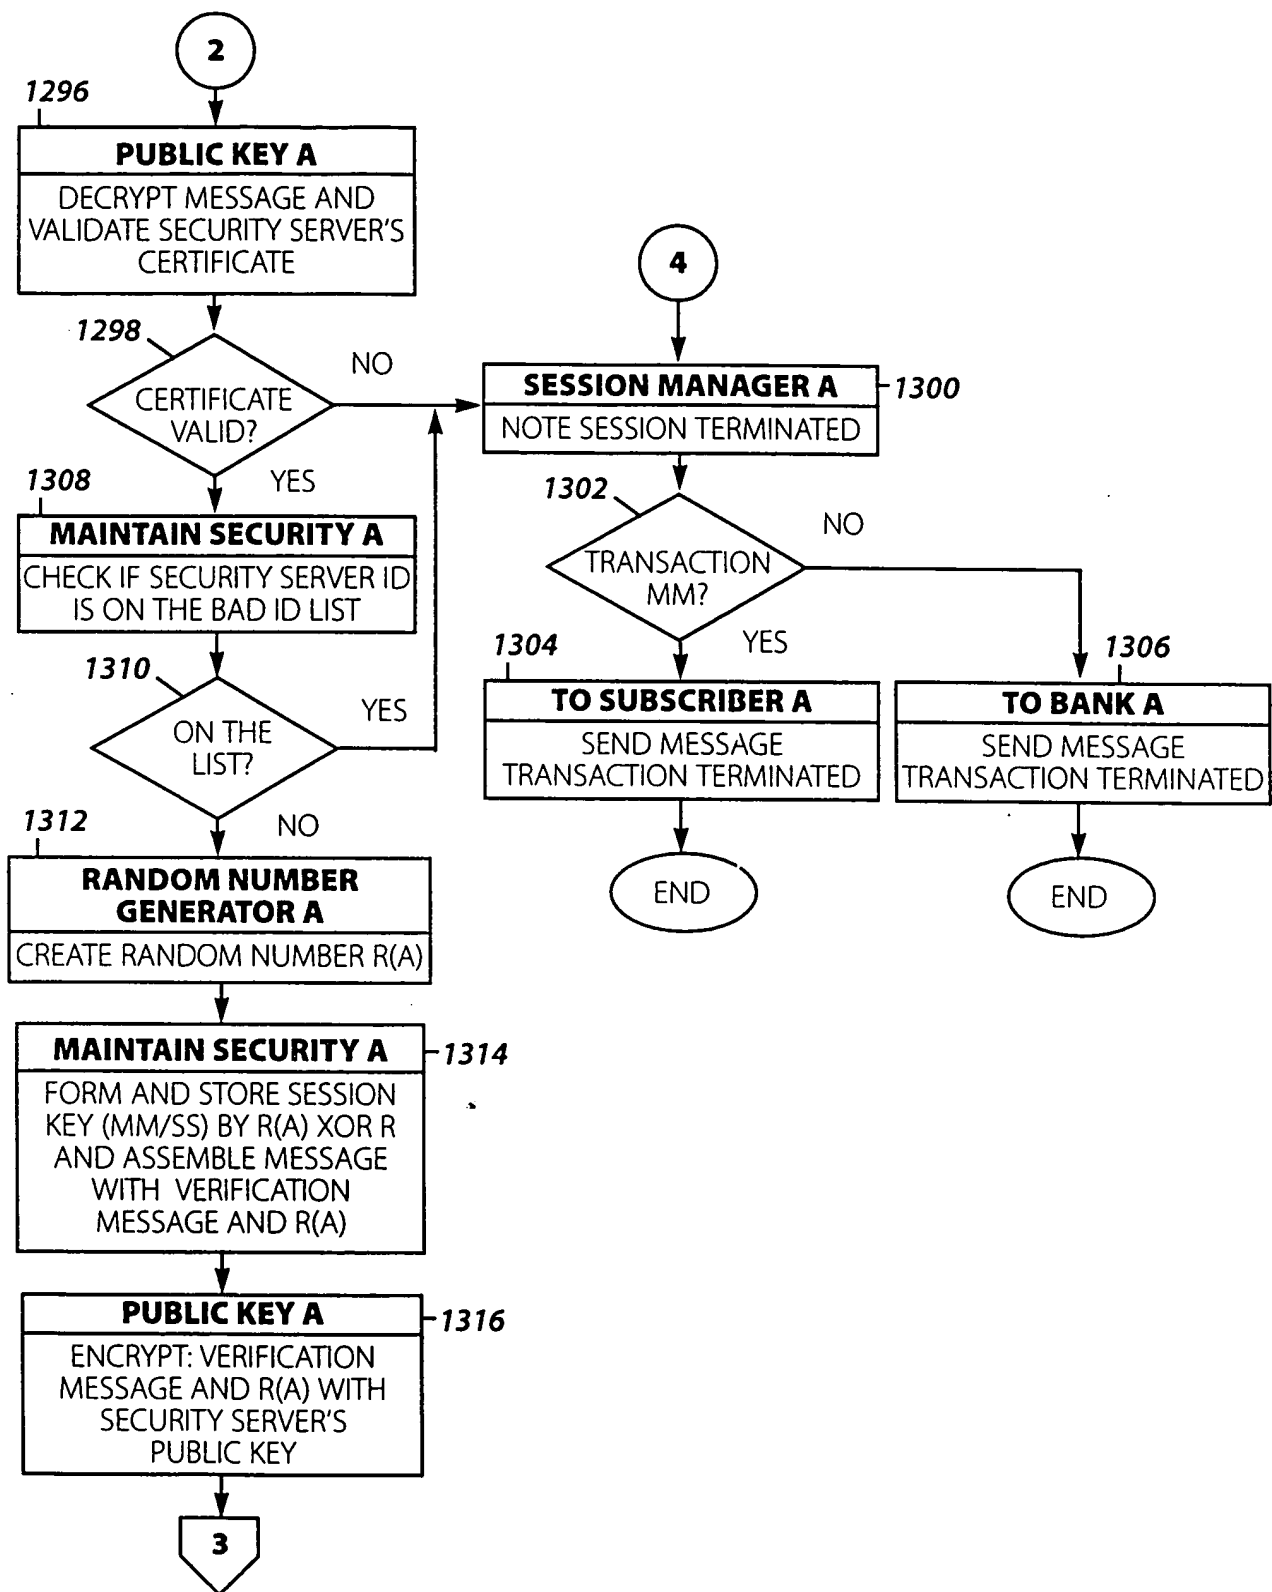 2
1296
PUBLIC KEY A
DECRYPT MESSAGE AND
VALIDATE SECURITY SERVER'S
CERTIFICATE
1298
CERTIFICATE
VALID?
NO
YES
1308
MAINTAIN SECURITY A
CHECK IF SECURITY SERVER ID
IS ON THE BAD ID LIST
1310
ON THE
LIST?
YES
NO
1312
RANDOM NUMBER
GENERATOR A
CREATE RANDOM NUMBER R(A)
MAINTAIN SECURITY A
1314
FORM AND STORE SESSION
KEY (MM/SS) BY R(A) XOR R
AND ASSEMBLE MESSAGE
WITH VERIFICATION
MESSAGE AND R(A)
PUBLIC KEY A
1316
ENCRYPT: VERIFICATION
MESSAGE AND R(A) WITH
SECURITY SERVER'S
PUBLIC KEY
3
4
SESSION MANAGER A
1300
NOTE SESSION TERMINATED
1302
TRANSACTION
MM?
NO
YES
1304
TO SUBSCRIBER A
SEND MESSAGE
TRANSACTION TERMINATED
END
1306
TO BANK A
SEND MESSAGE
TRANSACTION TERMINATED
END